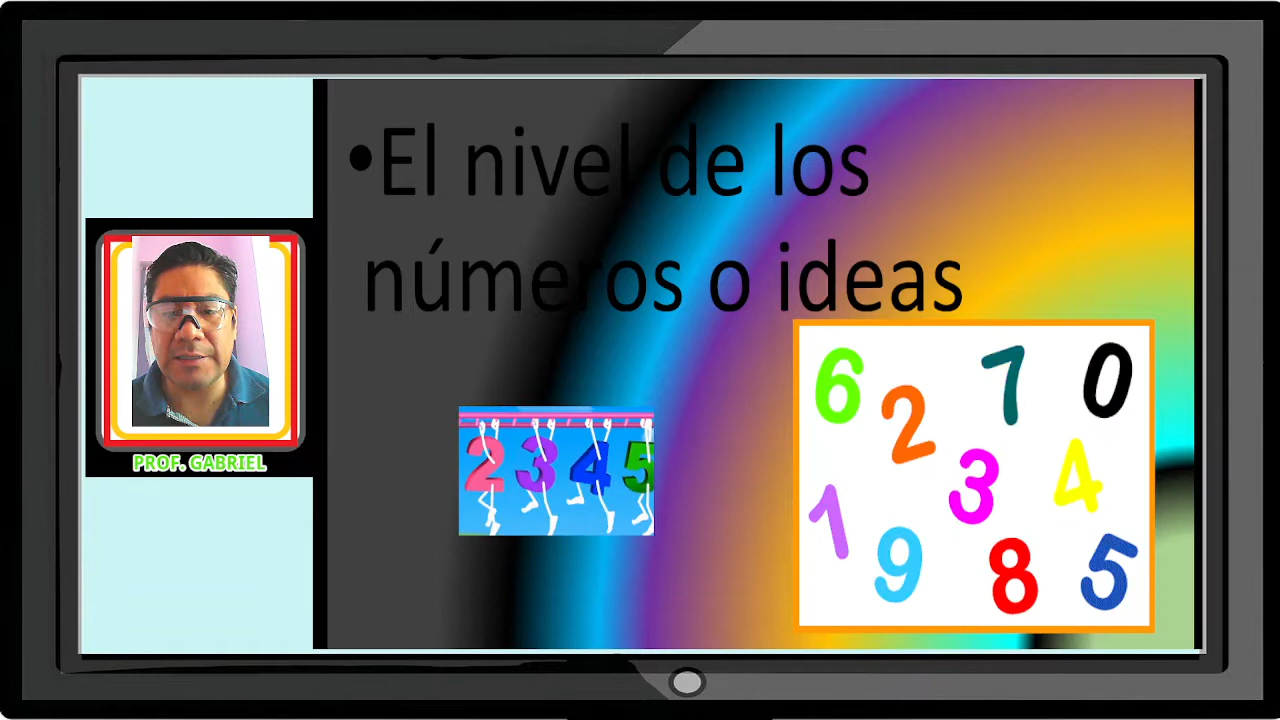 •El nivel de los
números o ideas
PROF. GABRIEL
2 3 4 5
6 7 0
2
3 4
1
9 8 5